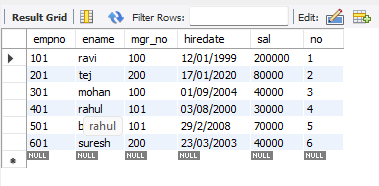 Result Grid Filter Rows: Edit:
empno ename mgr_no hiredate sal no
101 ravi 100 12/01/1999 200000 1
201 tej 200 17/01/2020 80000 2
301 mohan 100 01/09/2004 40000 3
401 rahul 101 03/08/2000 30000 4
501 b rahul 101 29/2/2008 70000 5
601 suresh 200 23/03/2003 40000 6
NULL NULL NULL NULL NULL NULL